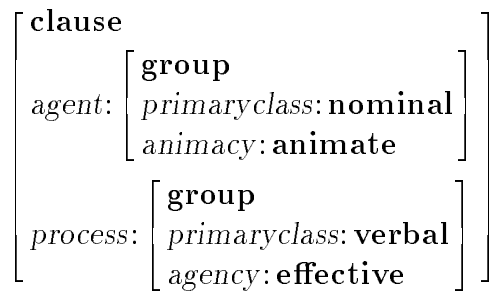 clause
group
agent: primaryclass: nominal
animacy: animate
group
process: primaryclass: verbal
agency: effective